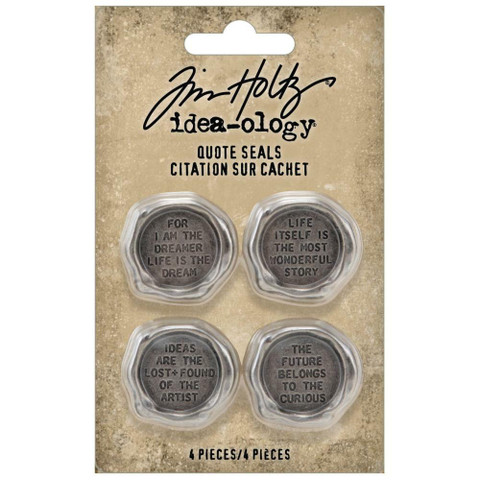 Tim Holtz
idea-ology®
QUOTE SEALS
CITATION SUR CACHET
FOR
I AM THE
DREAMER
LIFE IS THE
DREAM
LIFE
ITSELF IS
THE MOST
WONDERFUL
STORY
IDEAS
ARE THE
LOST+FOUND
OF THE
ARTIST
THE
FUTURE
BELONGS
TO THE
CURIOUS
4 PIECES/4 PIÈCES